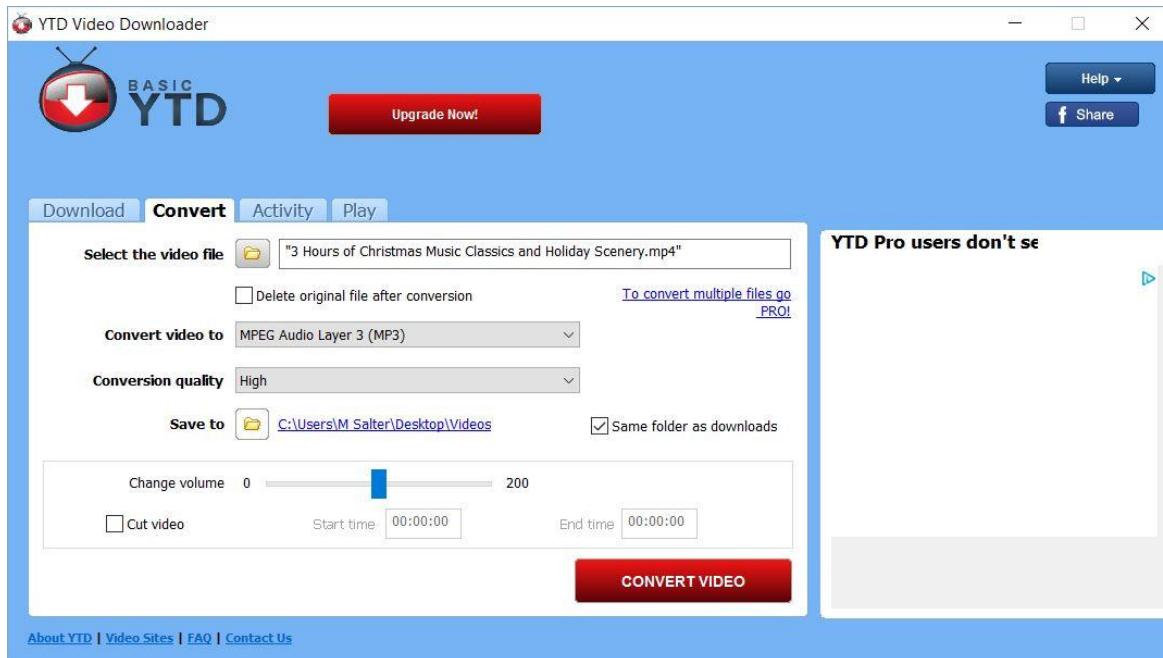 YTD Video Downloader
BASIC
YTD
Upgrade Now!
Help
f Share
Download Convert Activity Play
Select the video file "3 Hours of Christmas Music Classics and Holiday Scenery.mp4"
Delete original file after conversion
To convert multiple files go
PRO!
Convert video to MPEG Audio Layer 3 (MP3)
Conversion quality High
Save to C:\Users\M Salter\Desktop\Videos Same folder as downloads
Change volume 0 200
Cut video Start time 00:00:00 End time 00:00:00
CONVERT VIDEO
YTD Pro users don't se
About YTD | Video Sites | FAQ | Contact Us